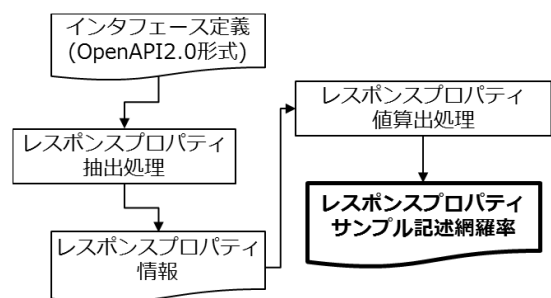 インタフェース定義
(OpenAPI2.0形式)
レスポンスプロパティ
抽出処理
レスポンスプロパティ
情報
レスポンスプロパティ
値算出処理
レスポンスプロパティ
サンプル記述網羅率